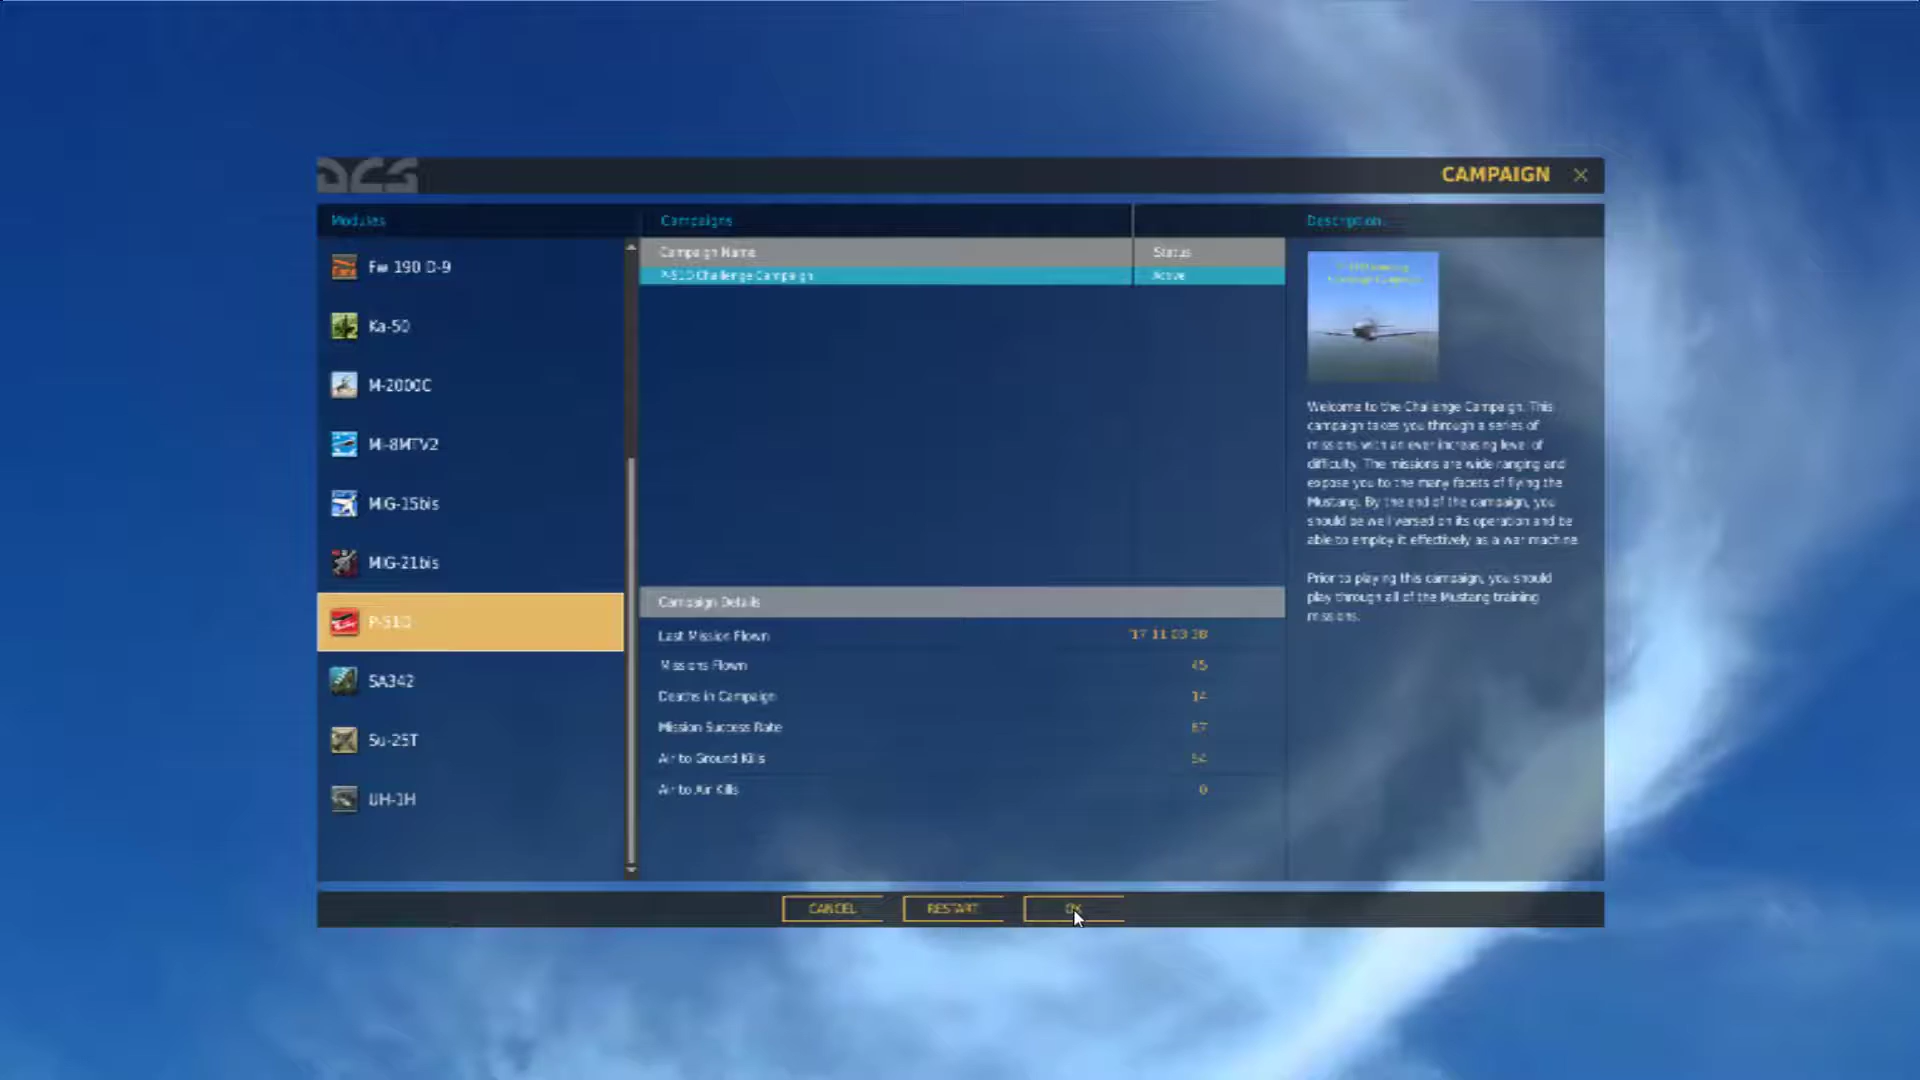 DCS
CAMPAIGN
Modules
Campaigns
Description
Fw 190 D-9
Ka-50
M-2000C
Mi-8MTV2
MiG-15bis
MiG-21bis
P-51D
SA342
Su-25T
UH-1H
Campaign Name
Status
P-51D Challenge Campaign
Active
Campaign Details
Last Mission Flown
Missions Flown
45
Deaths in Campaign
14
Mission Success Rate
67
Air to Ground Kills
54
Air to Air Kills
0
Welcome to the Challenge Campaign. This
campaign takes you through a series of
missions with an ever increasing level of
difficulty. The missions are wide ranging and
expose you to the many facets of flying the
Mustang. By the end of the campaign, you
should be well versed on its operation and be
able to employ it effectively as a war machine.
Prior to playing this campaign, you should
play through all of the Mustang training
missions.
CANCEL
RESTART
OK